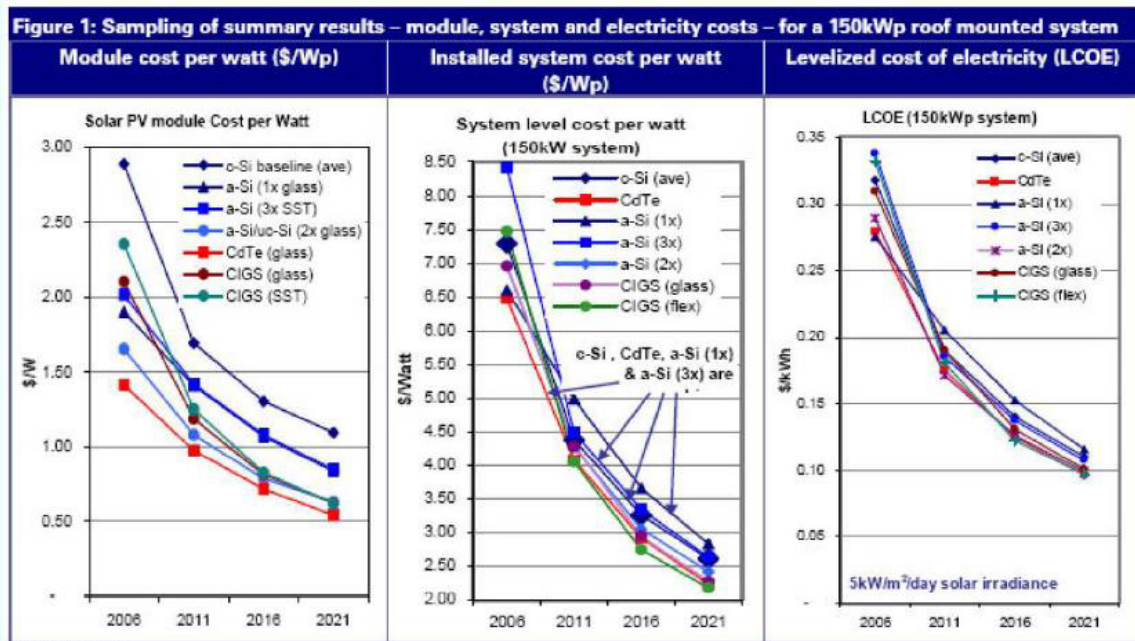 Figure 1: Sampling of summary results – module, system and electricity costs – for a 150kWp roof mounted system
Module cost per watt ($/Wp)
Installed system cost per watt
($/Wp)
Levelized cost of electricity (LCOE)
Solar PV module Cost per Watt
3.00
2.50
2.00
1.50
1.00
0.50
-
$/W
c-Si baseline (ave)
a-Si (1x glass)
a-Si (3x SST)
a-Si/uc-Si (2x glass)
CdTe (glass)
CIGS (glass)
CIGS (SST)
2006 2011 2016 2021
System level cost per watt
(150kW system)
8.50
8.00
7.50
7.00
6.50
6.00
5.50
5.00
4.50
4.00
3.50
3.00
2.50
2.00
$/Watt
c-Si (ave)
CdTe
a-Si (1x)
a-Si (3x)
a-Si (2x)
CIGS (glass)
CIGS (flex)
c-Si , CdTe, a-Si (1x)
& a-Si (3x) are
2006 2011 2016 2021
LCOE (150kWp system)
0.35
0.30
0.25
0.20
0.15
0.10
0.05
-
$/kWh
c-Si (ave)
CdTe
a-Si (1x)
a-Si (3x)
a-Si (2x)
CIGS (glass)
CIGS (flex)
5kW/m²/day solar irradiance
2006 2011 2016 2021